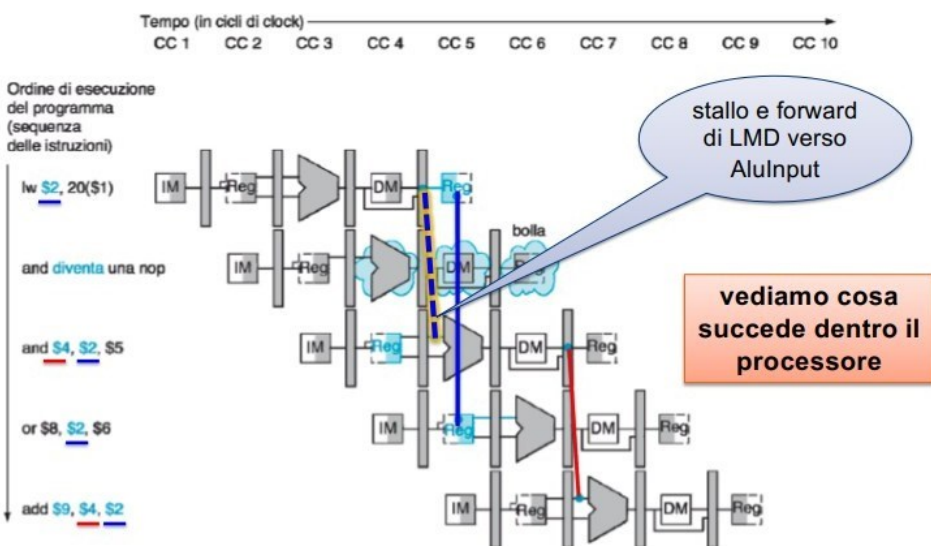 Tempo (in cicli di clock)
CC 1 CC 2 CC 3 CC 4 CC 5 CC 6 CC 7 CC 8 CC 9 CC 10
Ordine di esecuzione
del programma
(sequenza
delle istruzioni)
stallo e forward
di LMD verso
AluInput
lw $2, 20($1)
IM Reg DM Reg
bolla
and diventa una nop
IM Reg DM Reg
vediamo cosa
succede dentro il
processore
and $4, $2, $5
IM Reg DM Reg
or $8, $2, $6
IM Reg DM Reg
add $9, $4, $2
IM Reg DM Reg